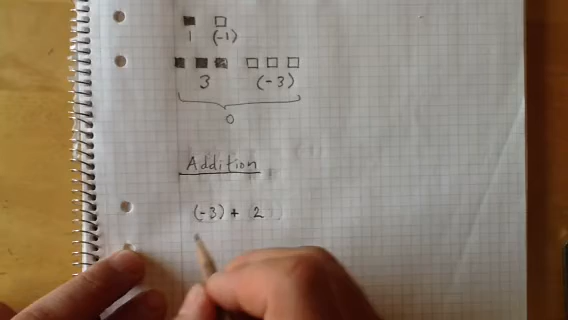 1 (-1)
3 (-3)
0
Addition
(-3) + 2